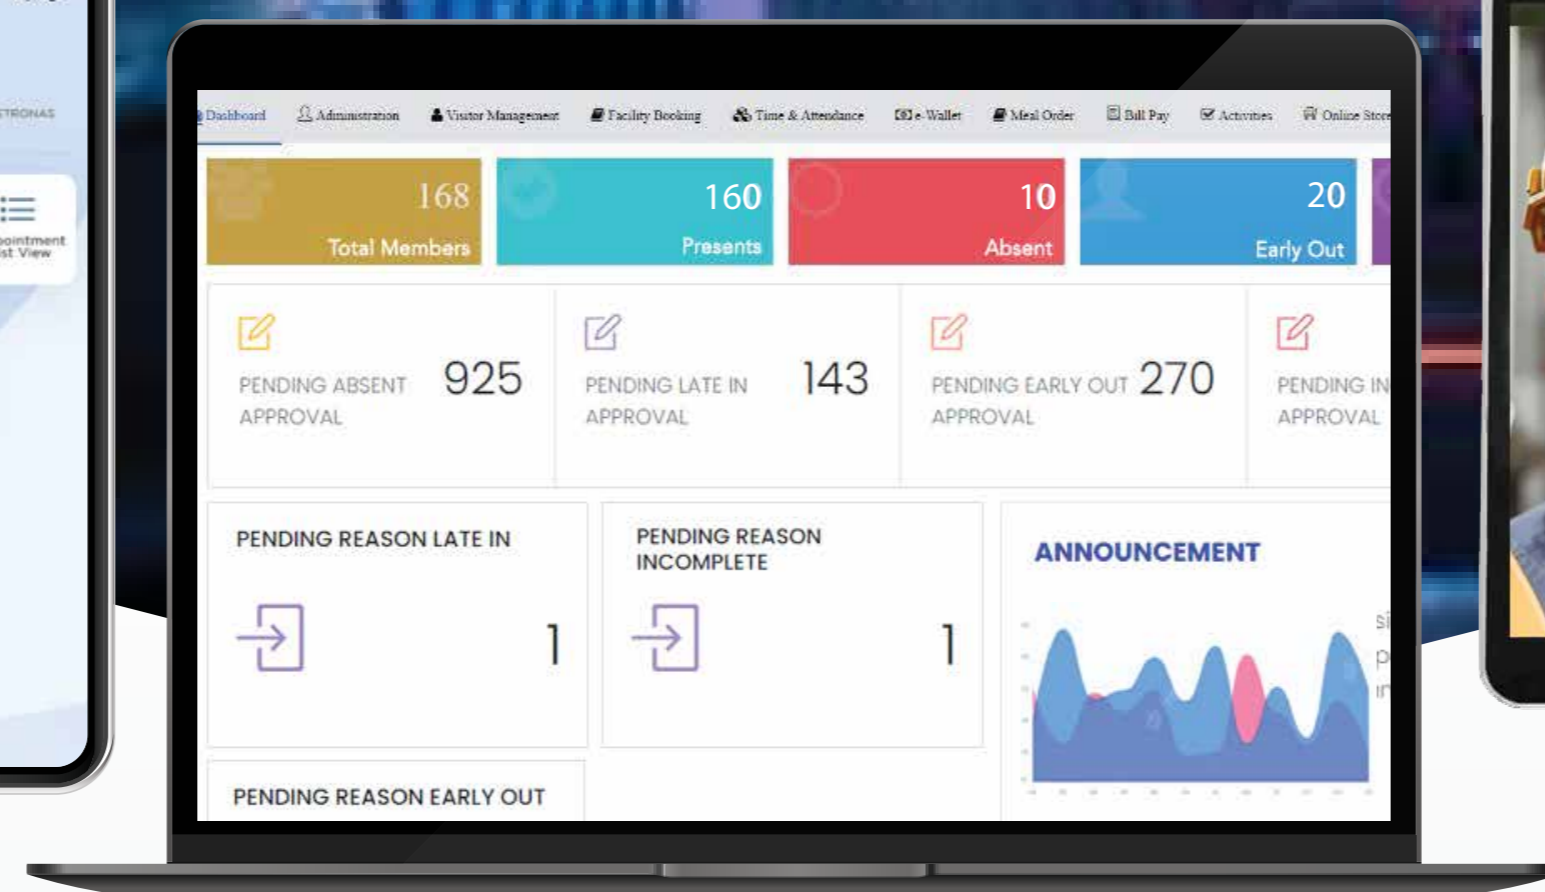 TRONAS
st View
Dashboard Administration Visitor Management Facility Booking Time & Attendance e-Wallet Meal Order Bill Pay Activities Online Store
168
Total Members
160
Presents
10
Absent
20
Early Out
PENDING ABSENT
APPROVAL
925
PENDING LATE IN
APPROVAL
143
PENDING EARLY OUT
APPROVAL
270
PENDING IN
APPROVAL
PENDING REASON LATE IN
1
PENDING REASON
INCOMPLETE
1
ANNOUNCEMENT
PENDING REASON EARLY OUT